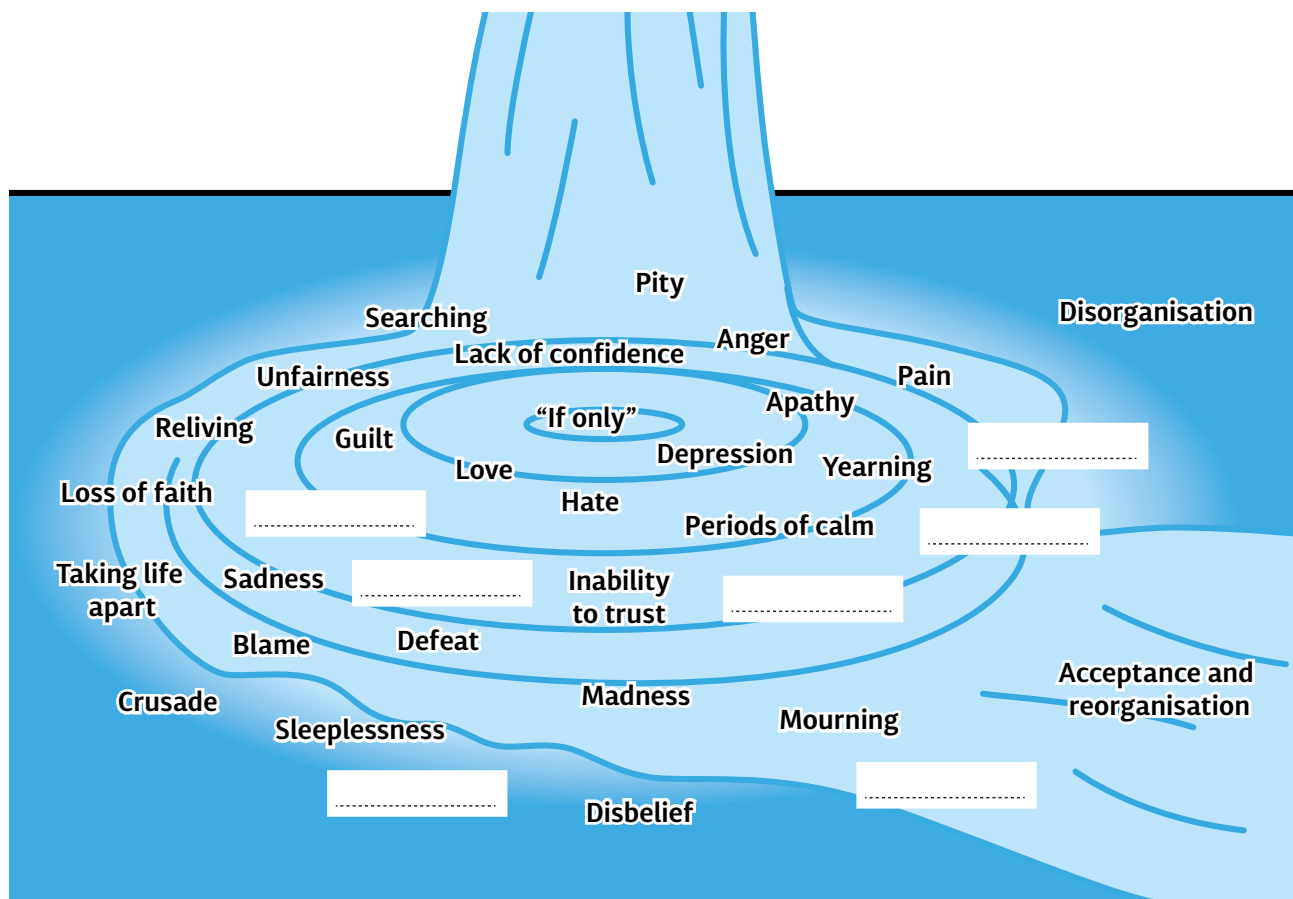 Pity
Disorganisation
Searching
Anger
Lack of confidence
Unfairness
Pain
Apathy
“If only”
Reliving
Guilt
Depression
Love
Yearning
Loss of faith
Hate
Periods of calm
Taking life
apart
Sadness
Inability
to trust
Blame
Defeat
Acceptance and
reorganisation
Madness
Crusade
Mourning
Sleeplessness
Disbelief